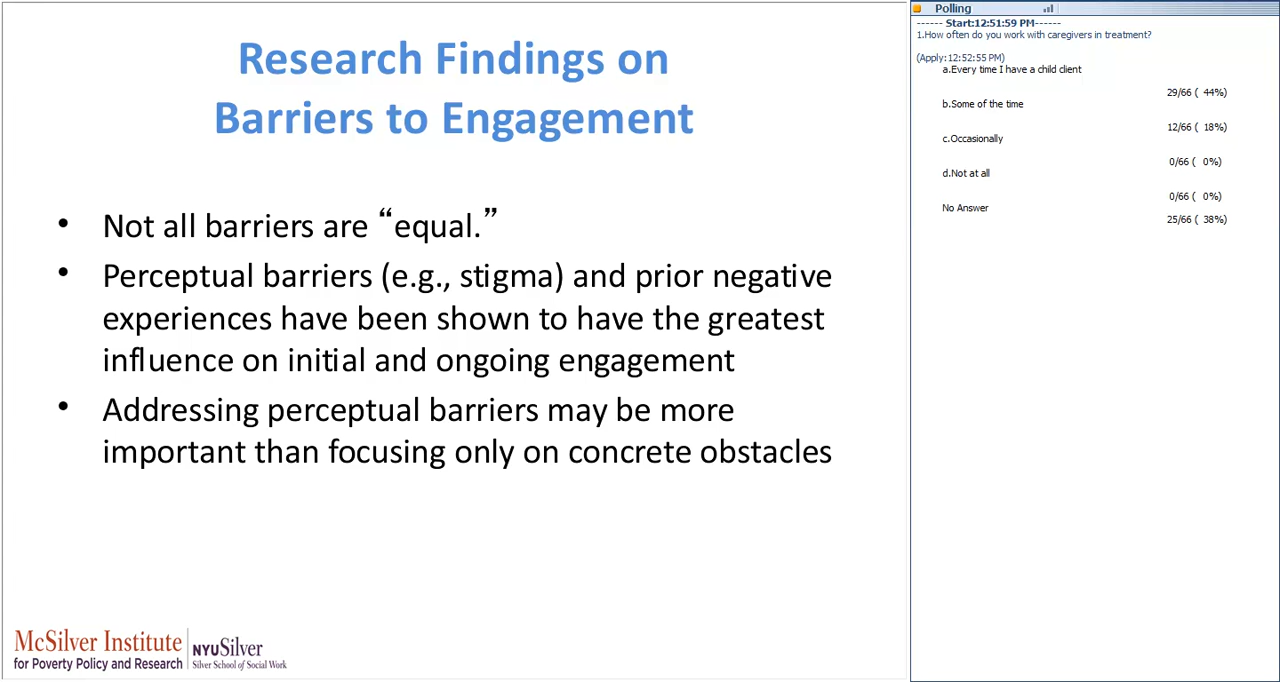 Research Findings on
Barriers to Engagement
• Not all barriers are “equal.”
• Perceptual barriers (e.g., stigma) and prior negative
experiences have been shown to have the greatest
influence on initial and ongoing engagement
• Addressing perceptual barriers may be more
important than focusing only on concrete obstacles
McSilver Institute
for Poverty Policy and Research
NYUSilver
Silver School of Social Work
Polling
------ Start:12:51:59 PM------
1.How often do you work with caregivers in treatment?
(Apply:12:52:55 PM)
a.Every time I have a child client
29/66 ( 44%)
b.Some of the time
12/66 ( 18%)
c.Occasionally
0/66 ( 0%)
d.Not at all
0/66 ( 0%)
No Answer
25/66 ( 38%)